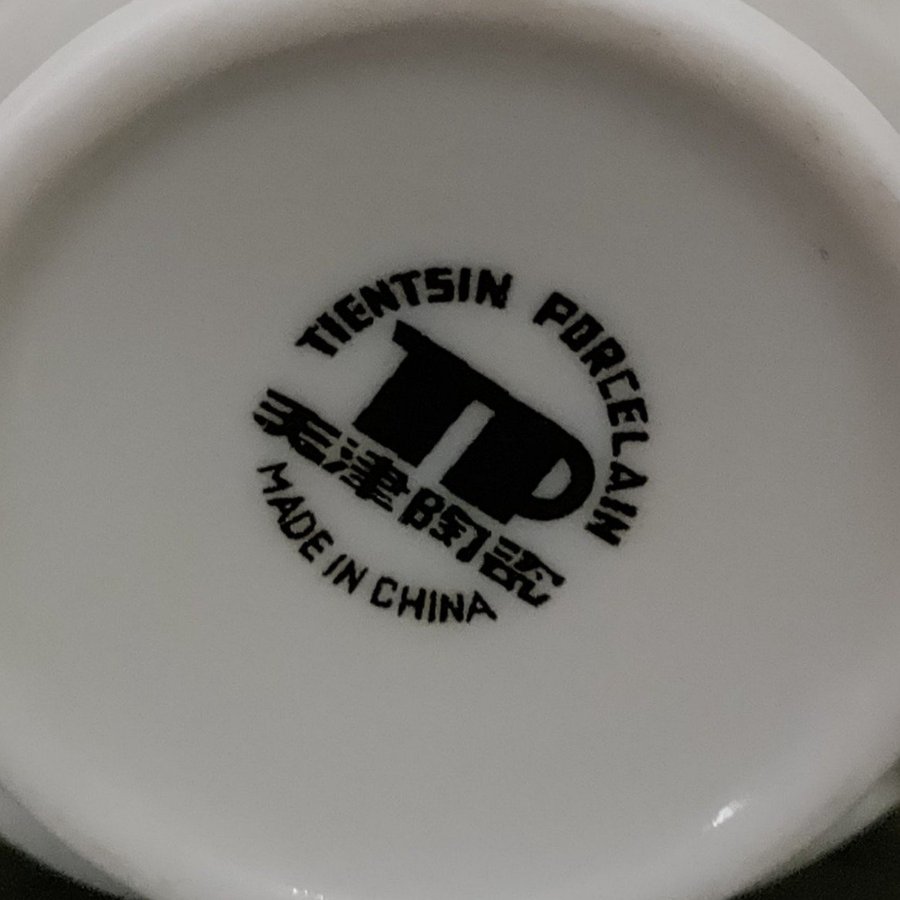 TIENTSIN PORCELAIN
TP
天津陶瓷
MADE IN CHINA